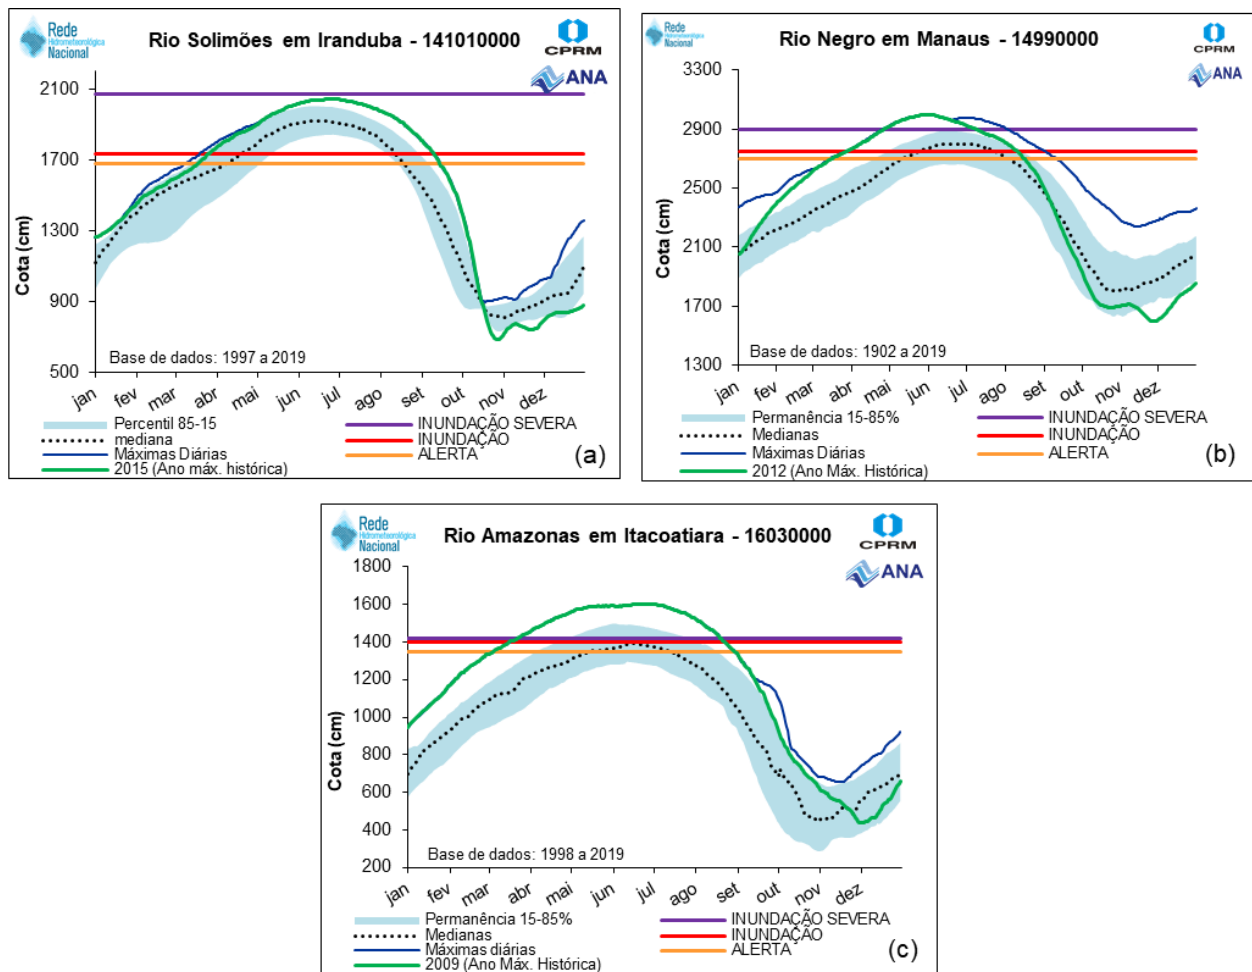 Rede
Hidrometeorológica
Nacional
Rio Solimões em Iranduba - 141010000
CPRM
ANA
Cota (cm)
2100
1700
1300
900
500
Base de dados: 1997 a 2019
jan fev mar abr mai jun jul ago set out nov dez
Percentil 85-15
INUNDAÇÃO SEVERA
mediana
INUNDAÇÃO
Máximas Diárias
ALERTA
2015 (Ano máx. histórica)
(a)
Rede
Hidrometeorológica
Nacional
Rio Negro em Manaus - 14990000
CPRM
ANA
Cota (cm)
3300
2900
2500
2100
1700
1300
Base de dados: 1902 a 2019
jan fev mar abr mai jun jul ago set out nov dez
Permanência 15-85%
INUNDAÇÃO SEVERA
Medianas
INUNDAÇÃO
Máximas Diárias
ALERTA
2012 (Ano Máx. Histórica)
(b)
Rede
Hidrometeorológica
Nacional
Rio Amazonas em Itacoatiara - 16030000
CPRM
ANA
Cota (cm)
1800
1600
1400
1200
1000
800
600
400
200
Base de dados: 1998 a 2019
jan fev mar abr mai jun jul ago set out nov dez
Permanência 15-85%
INUNDAÇÃO SEVERA
Medianas
INUNDAÇÃO
Máximas diárias
ALERTA
2009 (Ano Máx. Histórica)
(c)